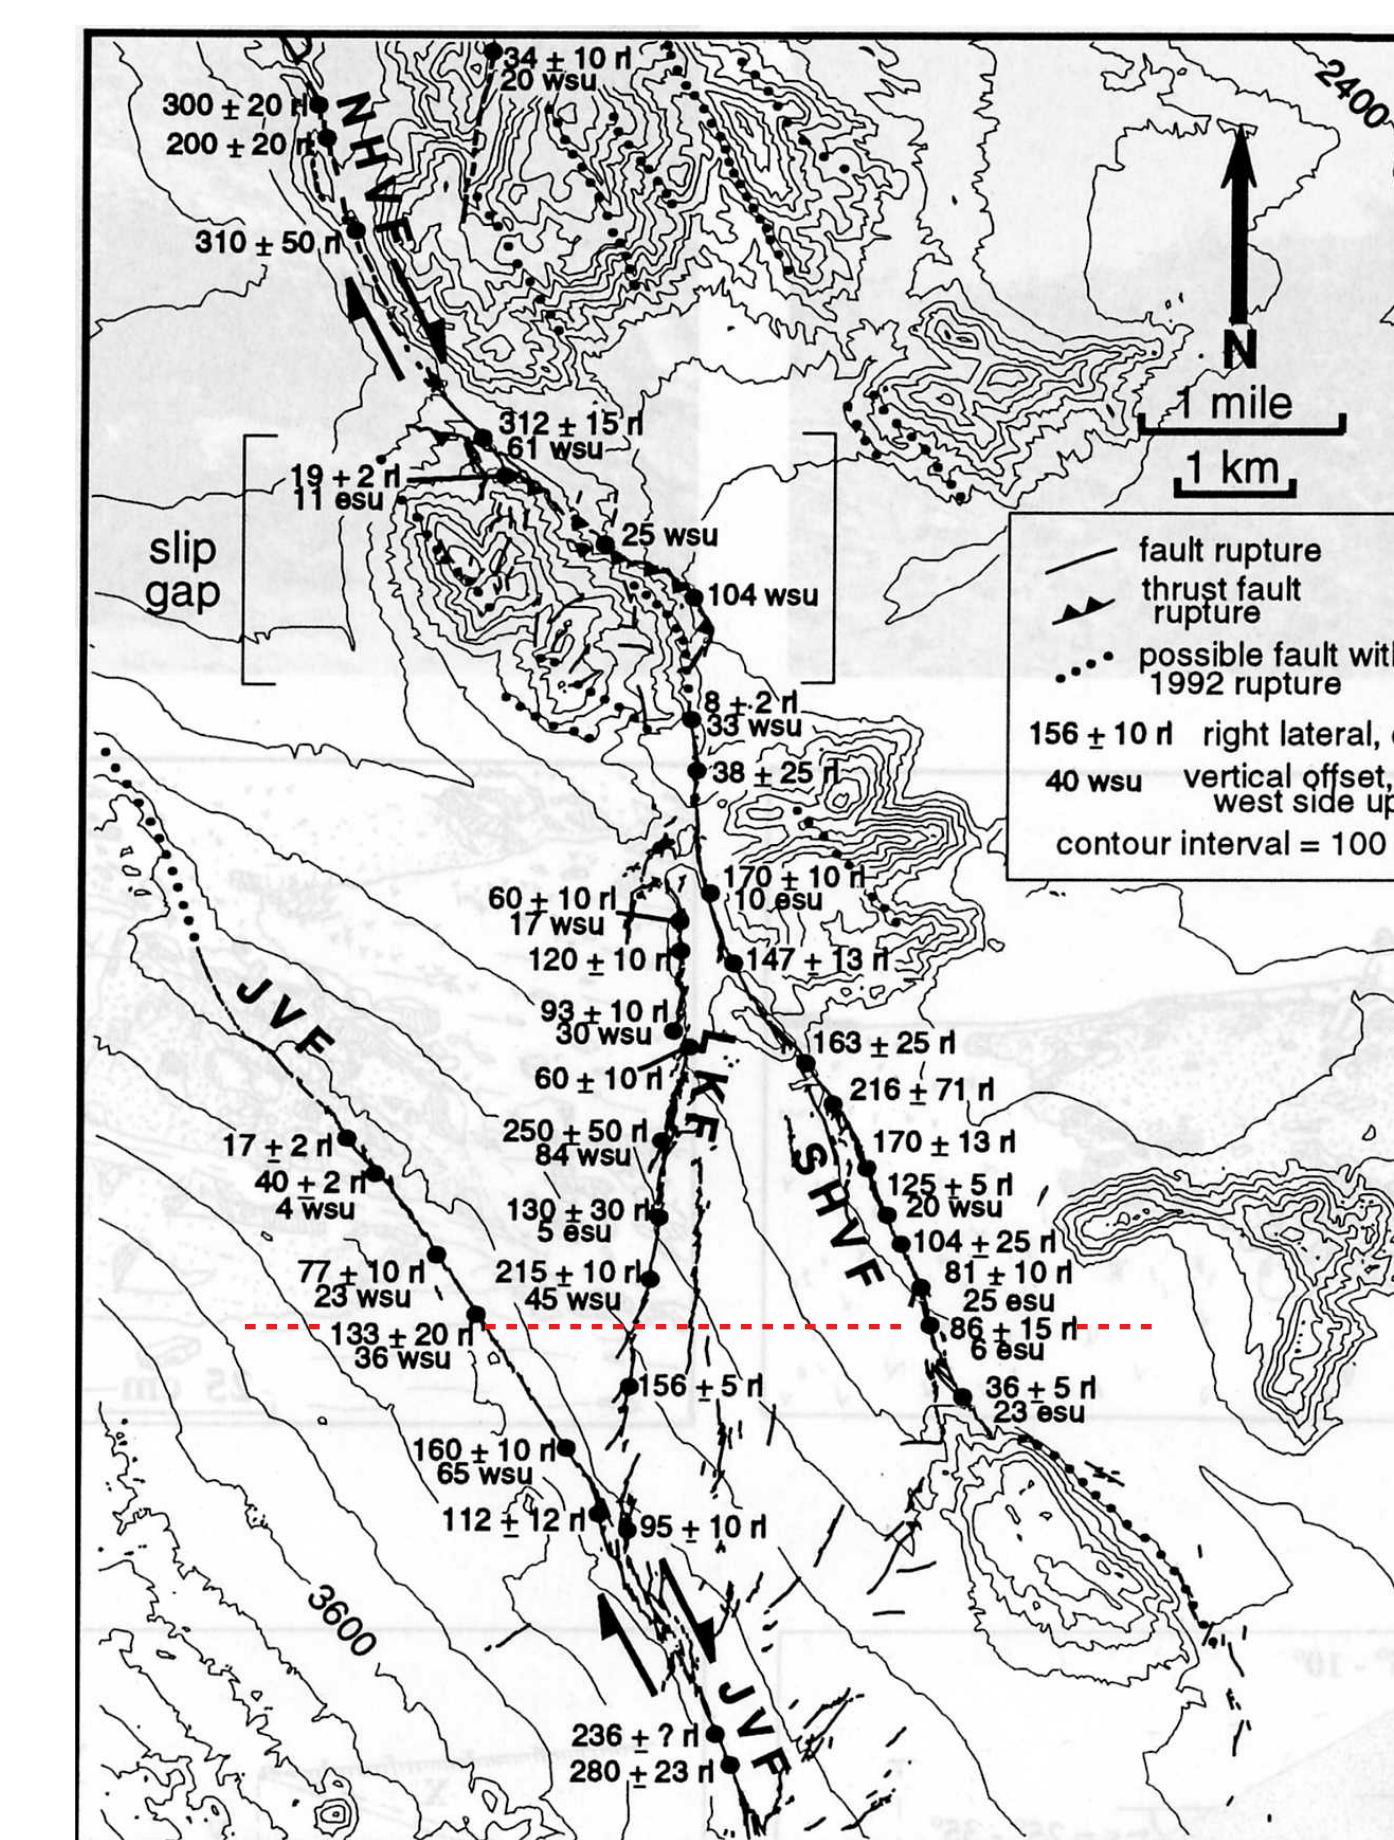 34 ± 10 rl
20 wsu
2400
300 ± 20 rl
200 ± 20 rl
NHVF
310 ± 50 rl
N
1 mile
1 km
312 ± 15 rl
61 wsu
19 + 2 rl
11 esu
slip
gap
25 wsu
104 wsu
fault rupture
thrust fault
rupture
possible fault with
1992 rupture
156 ± 10 rl right lateral,
40 wsu vertical offset,
west side up
contour interval = 100
8 ± 2 rl
33 wsu
38 ± 25 rl
170 ± 10 rl
10 esu
60 ± 10 rl
17 wsu
120 ± 10 rl
147 ± 13 rl
JVF
93 ± 10 rl
30 wsu
LKF
163 ± 25 rl
60 ± 10 rl
216 ± 71 rl
250 ± 50 rl
84 wsu
17 ± 2 rl
170 ± 13 rl
SHVF
40 ± 2 rl
4 wsu
125 ± 5 rl
20 wsu
130 ± 30 rl
5 esu
104 ± 25 rl
77 ± 10 rl
23 wsu
215 ± 10 rl
45 wsu
81 ± 10 rl
25 esu
133 ± 20 rl
36 wsu
86 ± 15 rl
6 esu
156 ± 5 rl
36 ± 5 rl
23 esu
25 cm
160 ± 10 rl
65 wsu
112 ± 12 rl
95 ± 10 rl
3600
JVF
236 ± ? rl
280 ± 23 rl